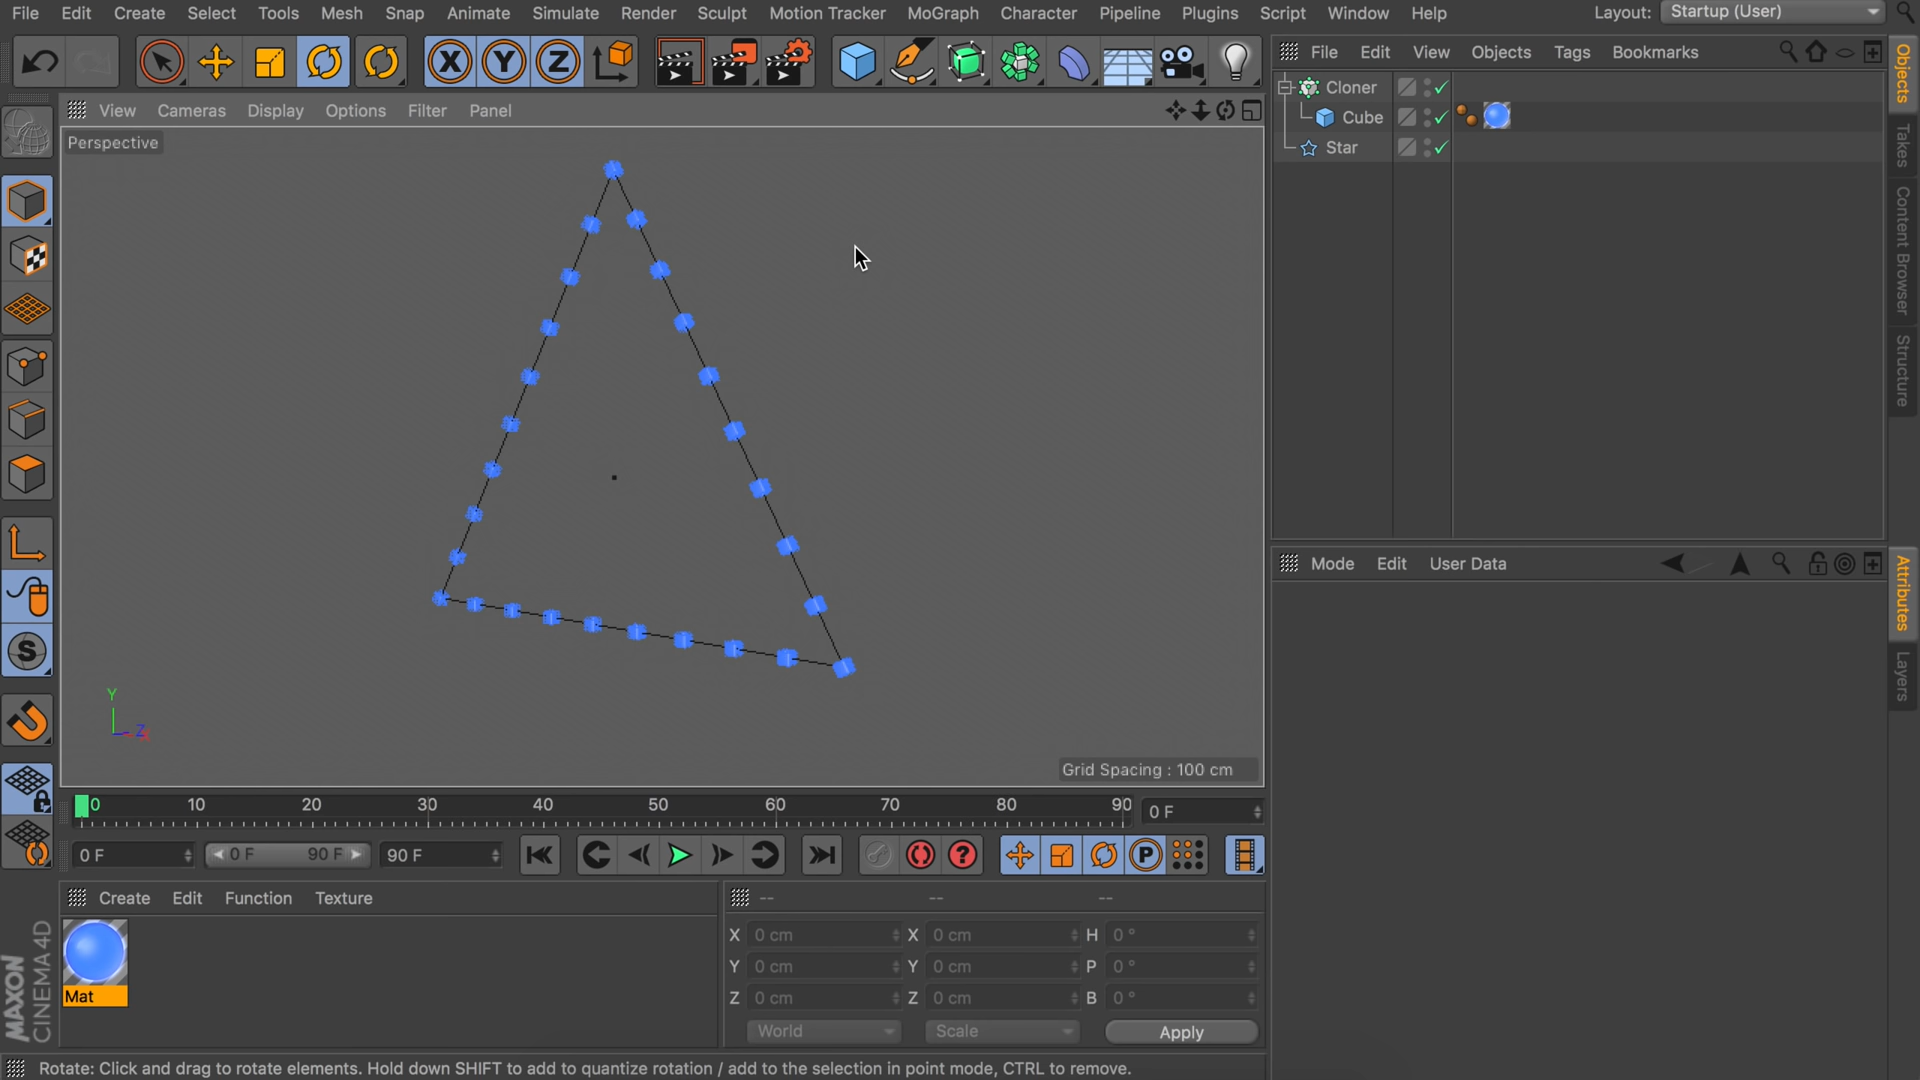 File Edit Create Select Tools Mesh Snap Animate Simulate Render Sculpt Motion Tracker MoGraph Character Pipeline Plugins Script Window Help Layout: Startup (User)
X Y Z
File Edit View Objects Tags Bookmarks
Objects
Takes
Content Browser
Structure
Cloner
Cube
Star
View Cameras Display Options Filter Panel
Perspective
Y
Z
Grid Spacing : 100 cm
S
Mode Edit User Data
Attributes
Layers
0 10 20 30 40 50 60 70 80 90 0 F
0 F 0 F 90 F 90 F ? P
Create Edit Function Texture
Mat
-- -- --
X 0 cm X 0 cm H 0 °
Y 0 cm Y 0 cm P 0 °
Z 0 cm Z 0 cm B 0 °
World Scale Apply
MAXON
CINEMA 4D
Rotate: Click and drag to rotate elements. Hold down SHIFT to add to quantize rotation / add to the selection in point mode, CTRL to remove.